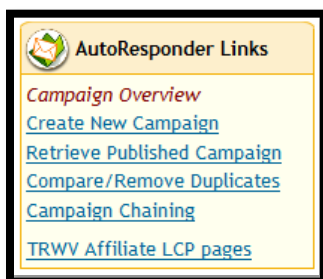 AutoResponder Links
Campaign Overview
Create New Campaign
Retrieve Published Campaign
Compare/Remove Duplicates
Campaign Chaining
TRWV Affiliate LCP pages